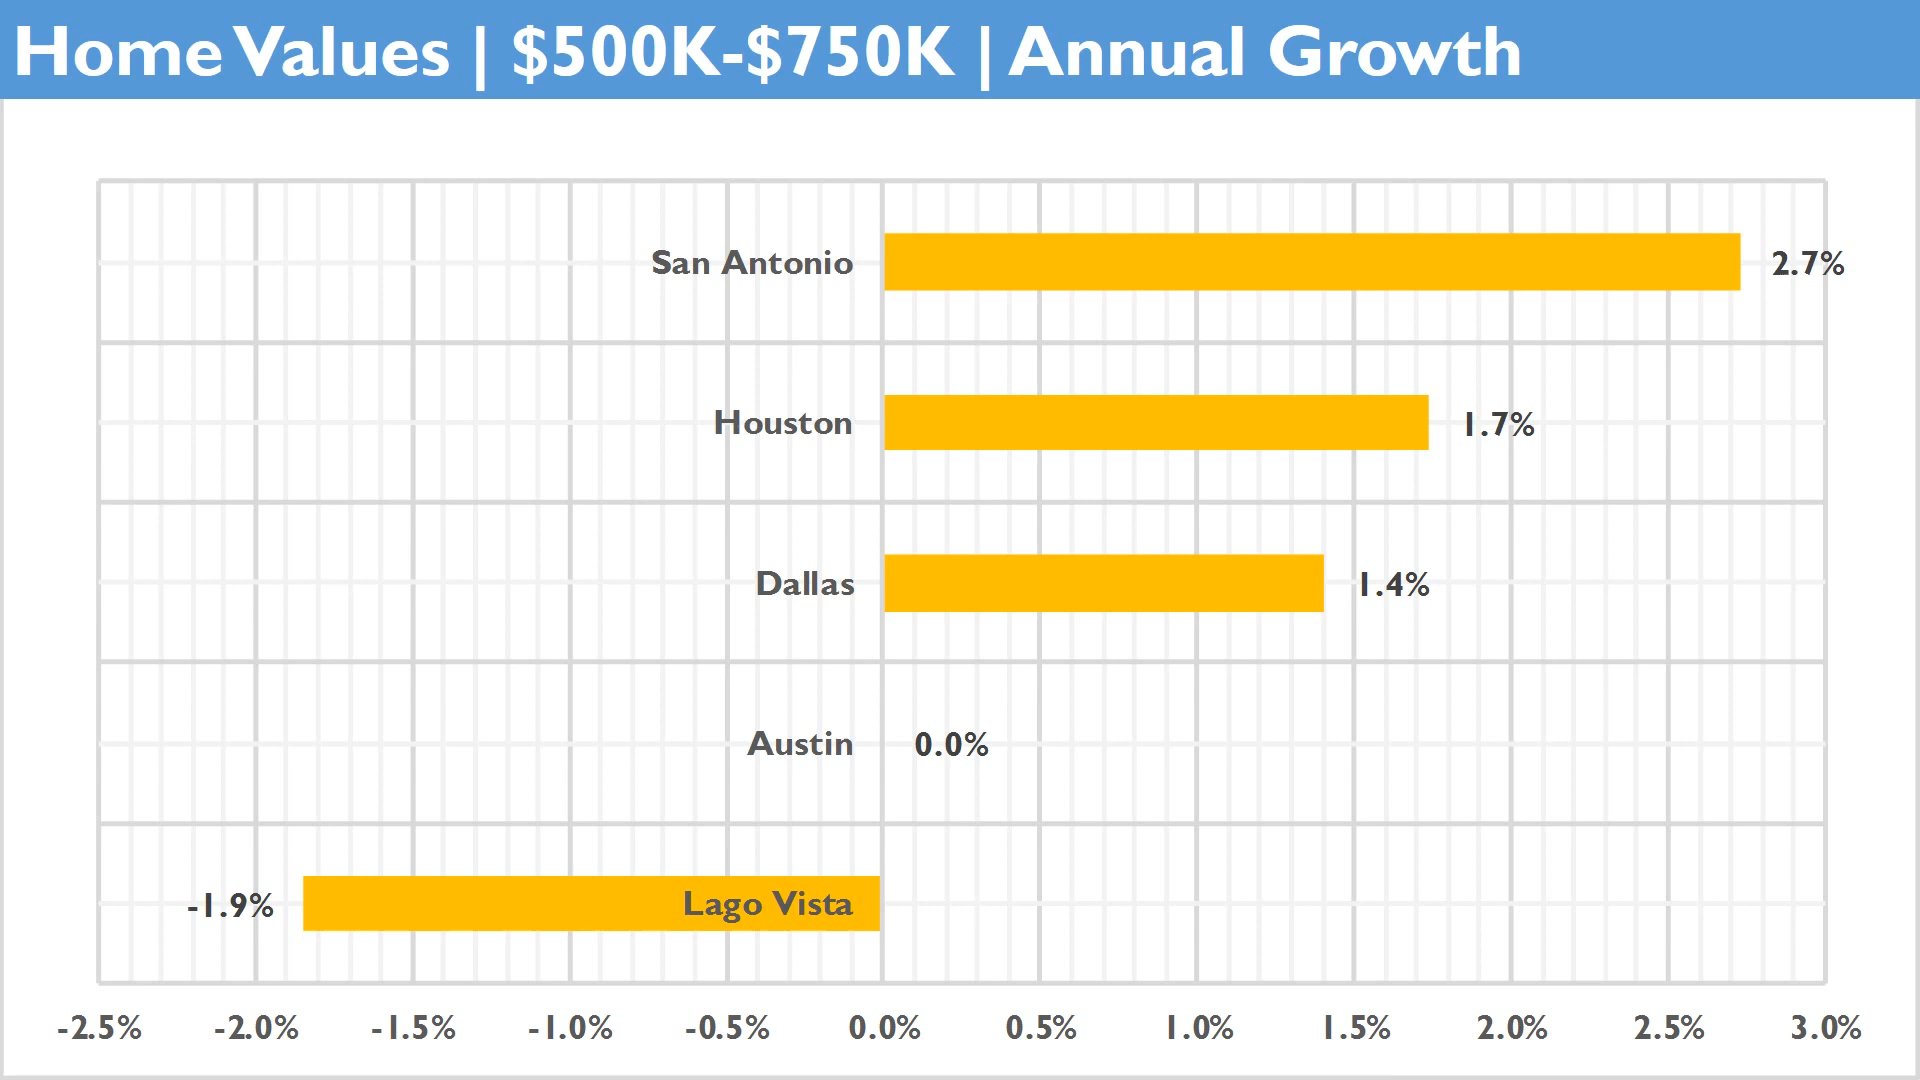 Home Values | $500K-$750K | Annual Growth
San Antonio 2.7%
Houston 1.7%
Dallas 1.4%
Austin 0.0%
-1.9% Lago Vista
-2.5% -2.0% -1.5% -1.0% -0.5% 0.0% 0.5% 1.0% 1.5% 2.0% 2.5% 3.0%